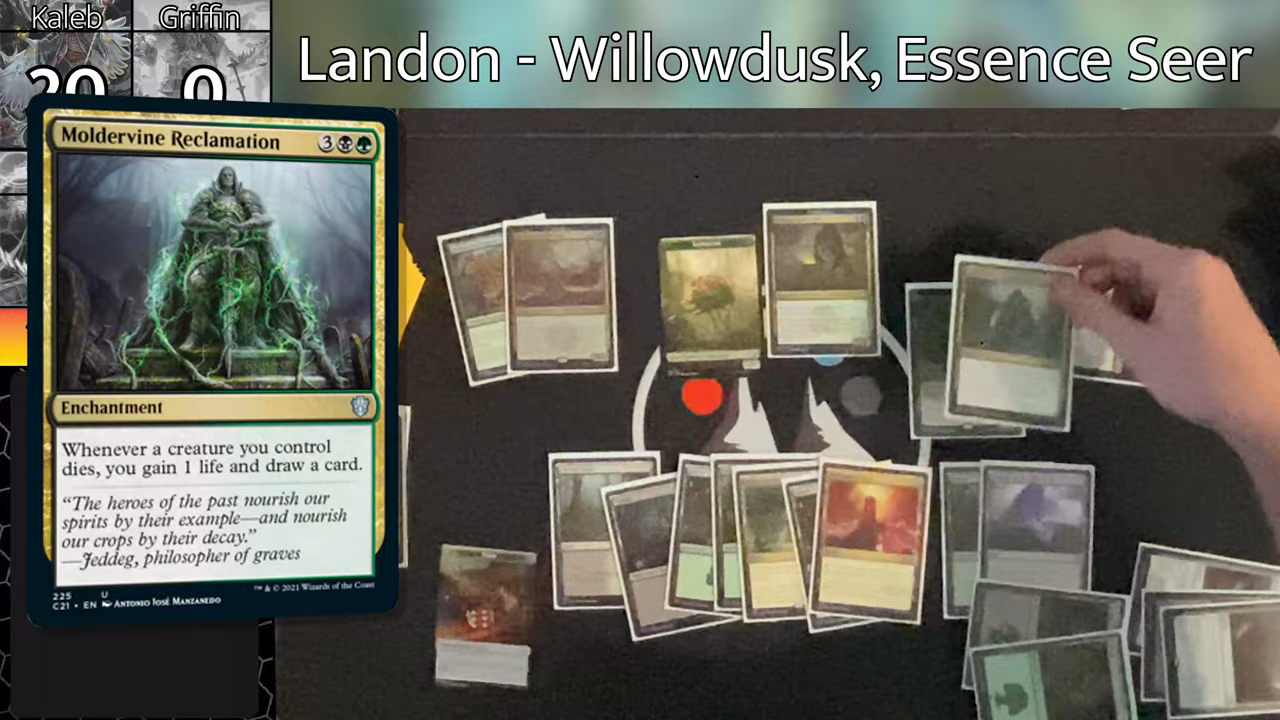 Kaleb
Griffin
20
0
Landon - Willowdusk, Essence Seer
Moldervine Reclamation
3
Enchantment
Whenever a creature you control
dies, you gain 1 life and draw a card.
“The heroes of the past nourish our
spirits by their example—and nourish
our crops by their decay.”
—Jeddeg, philosopher of graves
225 U
C21 • EN Antonio José Manzanedo
™ & © 2021 Wizards of the Coast